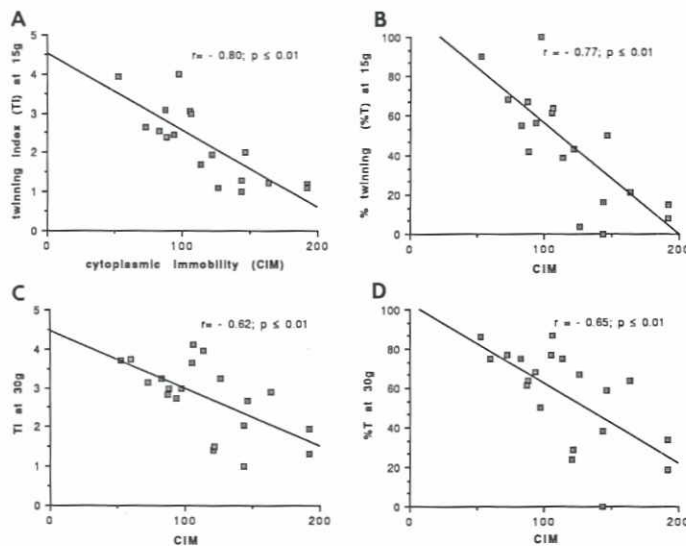 A
r= - 0.80; p ≤ 0.01
twinning index (TI) at 15g
5
4
3
2
1
0
0 100 200
cytoplasmic immobility (CIM)
B
r = - 0.77; p ≤ 0.01
% twinning (%T) at 15g
100
80
60
40
20
0
0 100 200
CIM
C
r= - 0.62; p ≤ 0.01
TI at 30g
5
4
3
2
1
0
0 100 200
CIM
D
r = - 0.65; p ≤ 0.01
%T at 30g
100
80
60
40
20
0
0 100 200
CIM